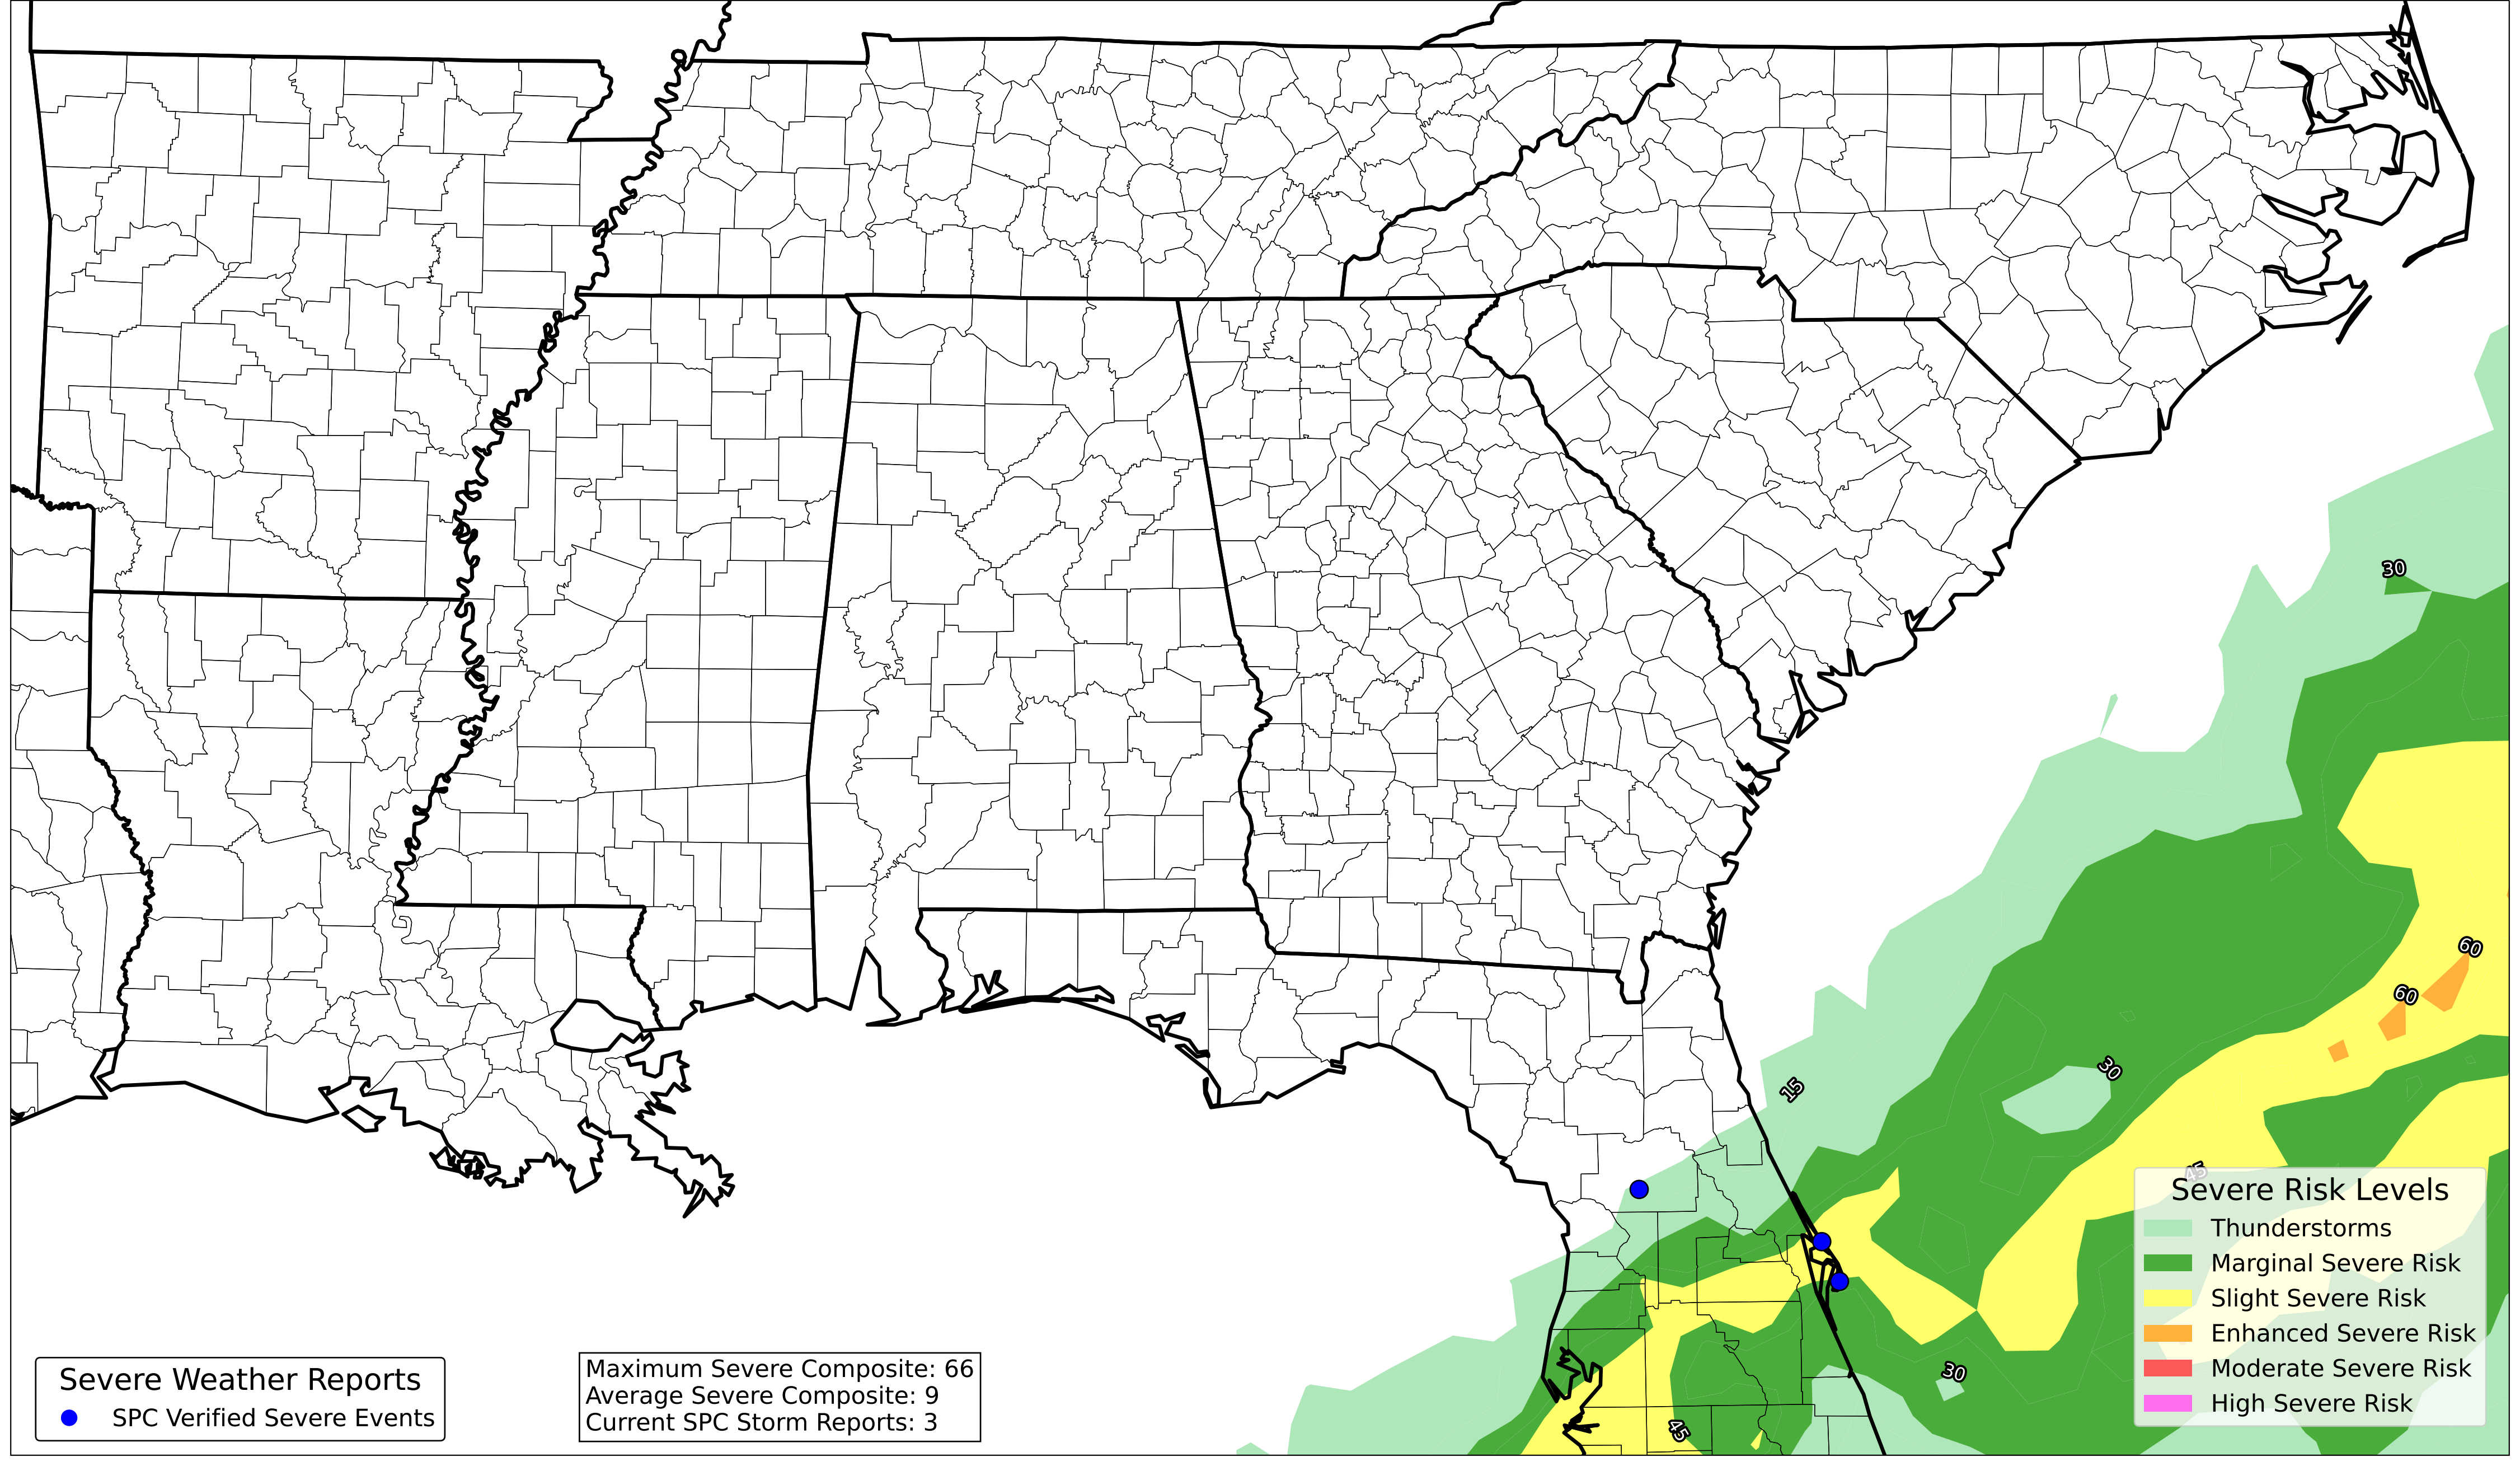 30
60
60
15
30
45
30
45
Severe Risk Levels
Thunderstorms
Marginal Severe Risk
Slight Severe Risk
Enhanced Severe Risk
Moderate Severe Risk
High Severe Risk
Severe Weather Reports
SPC Verified Severe Events
Maximum Severe Composite: 66
Average Severe Composite: 9
Current SPC Storm Reports: 3